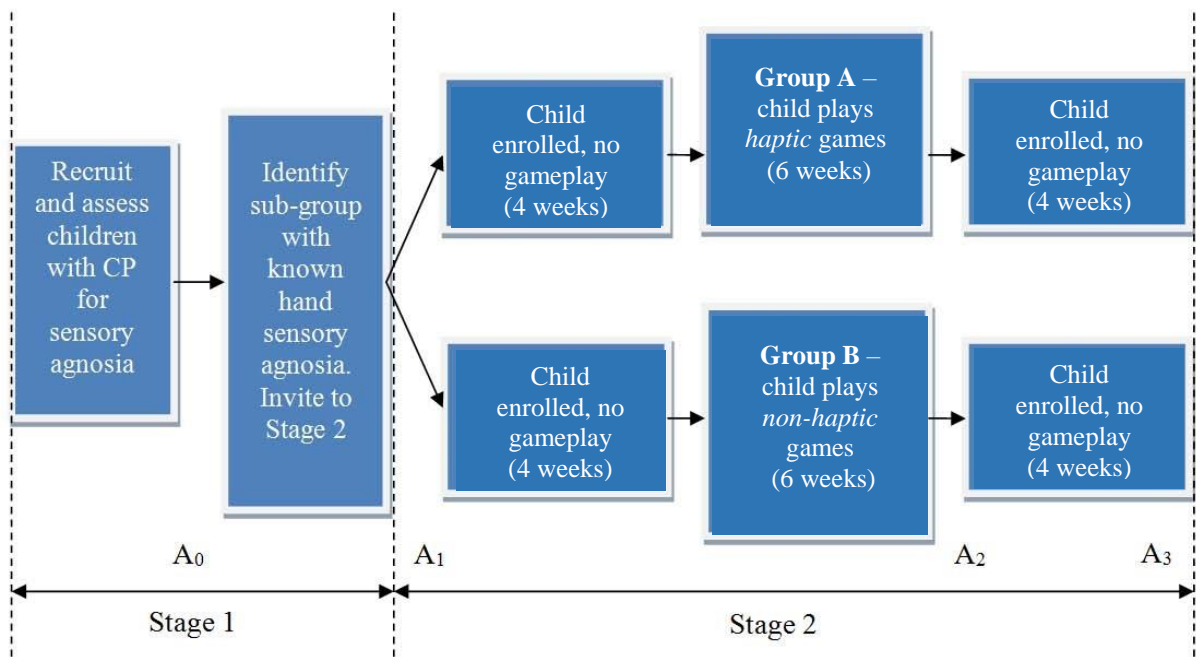 Recruit
and assess
children
with CP
for
sensory
agnosia
Identify
sub-group
with
known
hand
sensory
agnosia.
Invite to
Stage 2
Child
enrolled, no
gameplay
(4 weeks)
Group A –
child plays
haptic games
(6 weeks)
Child
enrolled, no
gameplay
(4 weeks)
Child
enrolled, no
gameplay
(4 weeks)
Group B –
child plays
non-haptic
games
(6 weeks)
Child
enrolled, no
gameplay
(4 weeks)
A₀ A₁ A₂ A₃
Stage 1 Stage 2